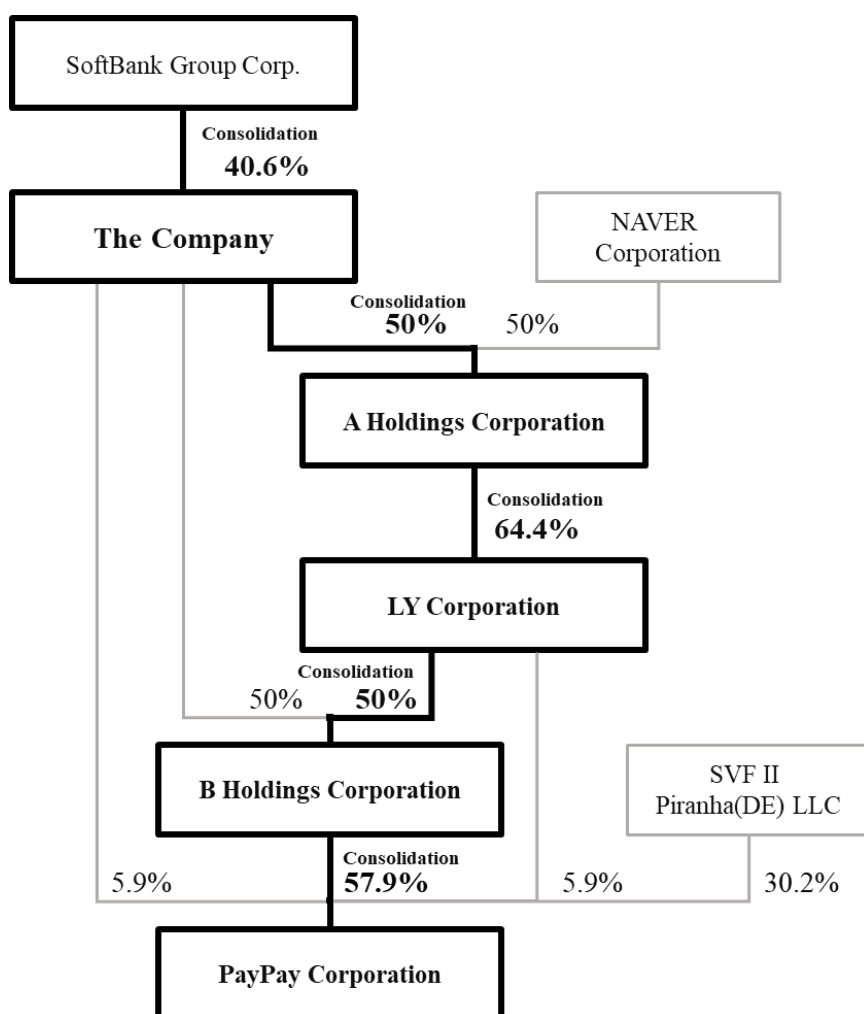 SoftBank Group Corp.
Consolidation
40.6%
The Company
NAVER
Corporation
Consolidation
50%
50%
A Holdings Corporation
Consolidation
64.4%
LY Corporation
Consolidation
50%
50%
B Holdings Corporation
SVF II
Piranha(DE) LLC
Consolidation
5.9%
57.9%
5.9%
30.2%
PayPay Corporation